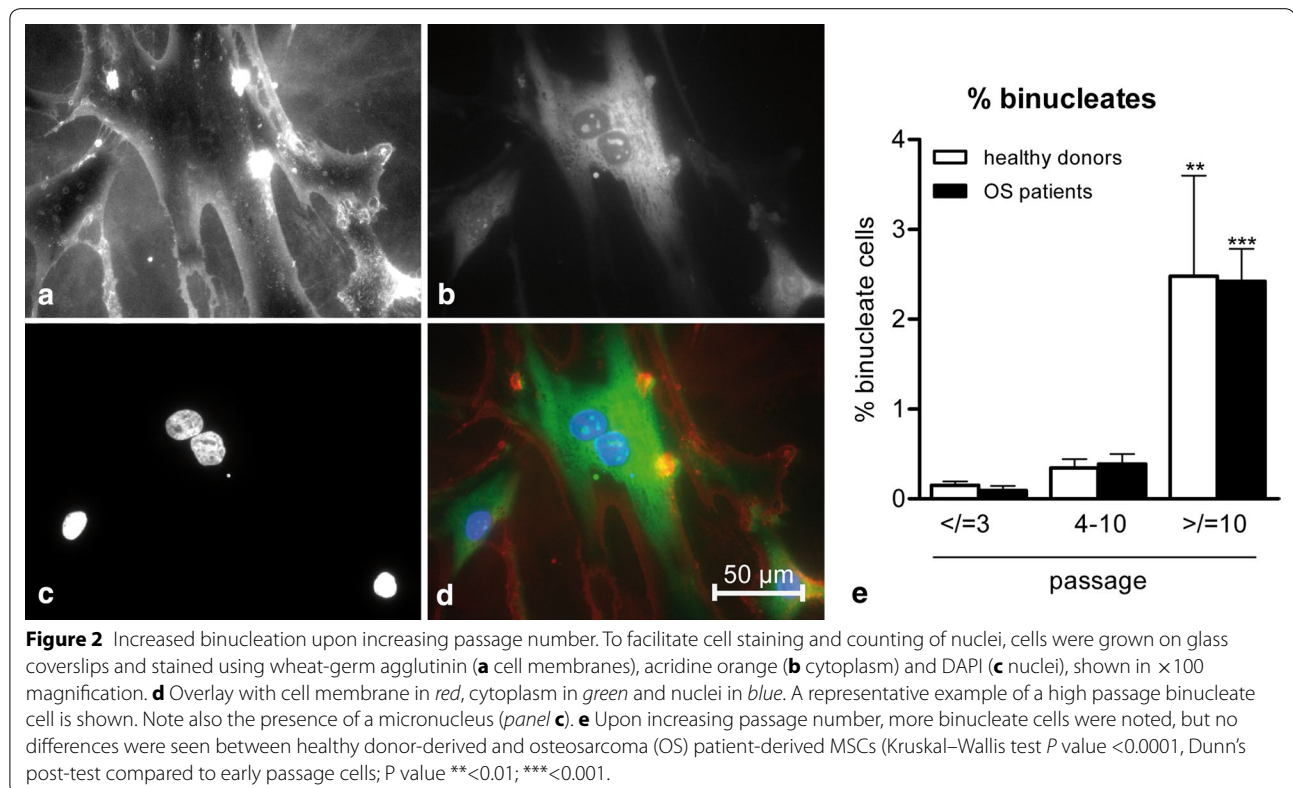 a
b
c
d
50 µm
% binucleates
4
3
2
1
0
% binucleate cells
healthy donors
OS patients
**
***
</=3
4-10
>/=10
passage
e
Figure 2 Increased binucleation upon increasing passage number. To facilitate cell staining and counting of nuclei, cells were grown on glass
coverslips and stained using wheat-germ agglutinin (a cell membranes), acridine orange (b cytoplasm) and DAPI (c nuclei), shown in ×100
magnification. d Overlay with cell membrane in red, cytoplasm in green and nuclei in blue. A representative example of a high passage binucleate
cell is shown. Note also the presence of a micronucleus (panel c). e Upon increasing passage number, more binucleate cells were noted, but no
differences were seen between healthy donor-derived and osteosarcoma (OS) patient-derived MSCs (Kruskal–Wallis test P value <0.0001, Dunn's
post-test compared to early passage cells; P value **<0.01; ***<0.001.